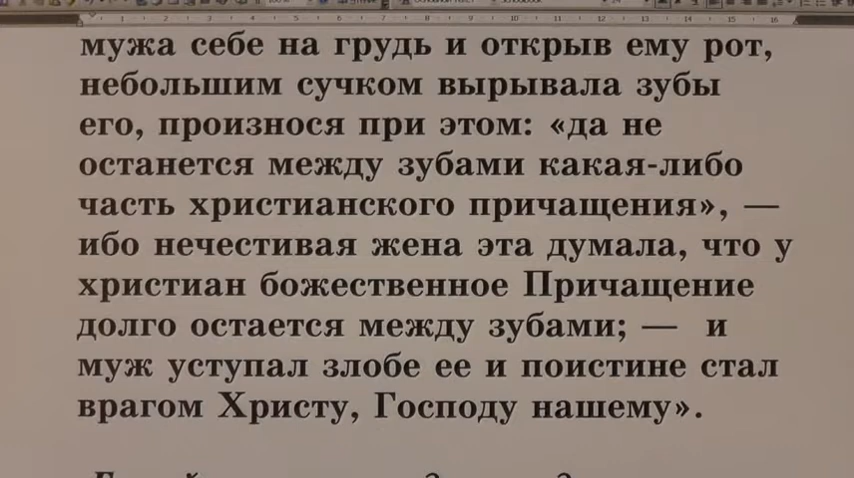 мужа себе на грудь и открыв ему рот,
небольшим сучком вырывала зубы
его, произнося при этом: «да не
останется между зубами какая-либо
часть христианского причащения», —
ибо нечестивая жена эта думала, что у
христиан божественное Причащение
долго остается между зубами; — и
муж уступал злобе ее и поистине стал
врагом Христу, Господу нашему».